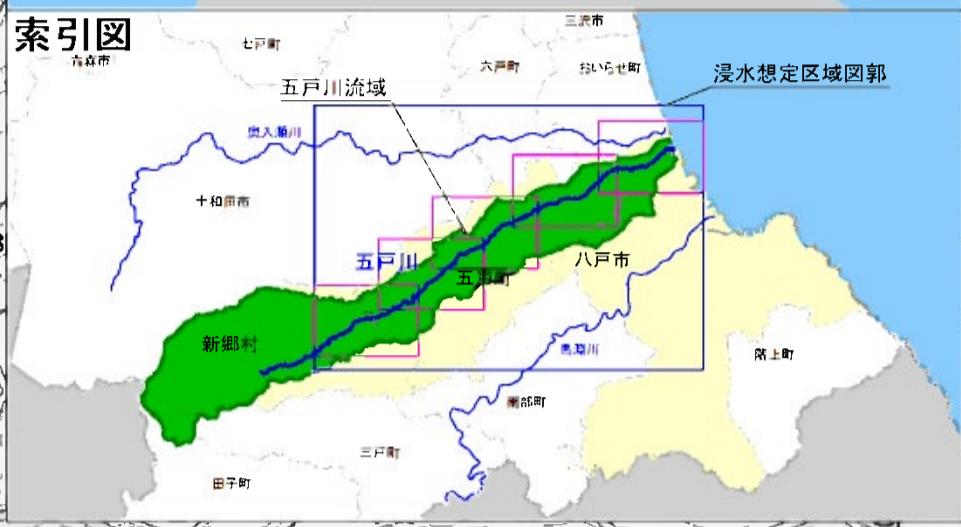 索引図
三沢市
七戸町
青森市
六戸町
おいらせ町
浸水想定区域図郭
五戸川流域
奥入瀬川
十和田市
五戸川
五戸町
八戸市
新郷村
馬淵川
階上町
南部町
三戸町
田子町